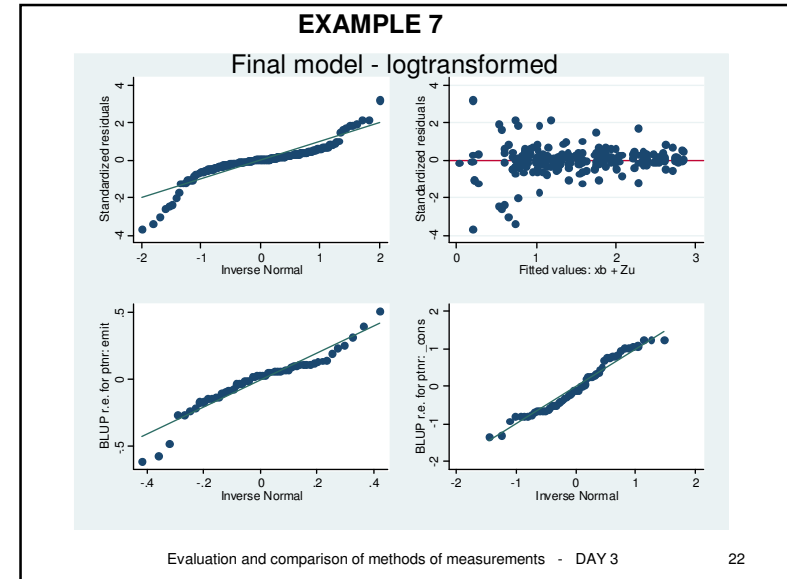 EXAMPLE 7
Final model - logtransformed
Standardized residuals
-4 -2 0 2 4
-2 -1 0 1 2
Inverse Normal
Standardized residuals
-4 -2 0 2 4
0 1 2 3
Fitted values: xb + Zu
BLUP r.e. for ptnr: emit
-.5 0 .5
-.4 -.2 0 .2 .4
Inverse Normal
BLUP r.e. for ptnr: _cons
-2 -1 0 1 2
-2 -1 0 1 2
Inverse Normal
Evaluation and comparison of methods of measurements - DAY 3 22